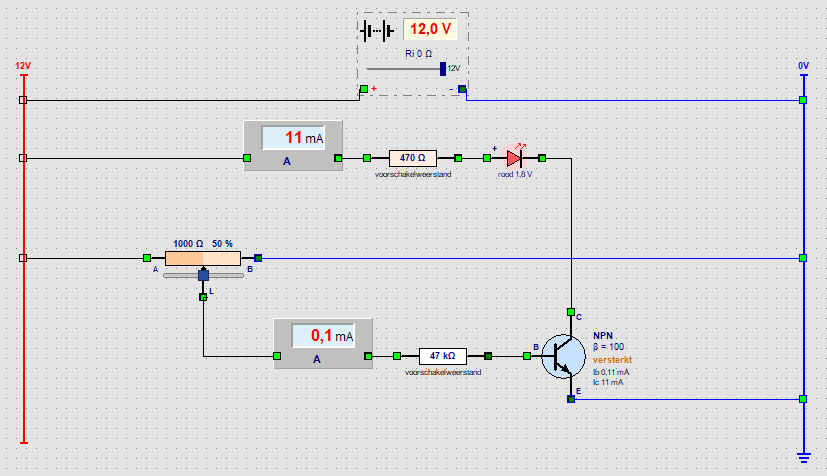 12,0 V
Ri 0 Ω
12V
12V
0V
+
-
11 mA
A
470 Ω
voorschakelweerstand
+
rood 1,8 V
1000 Ω 50 %
A
B
L
0,1 mA
A
47 kΩ
voorschakelweerstand
B
C
E
NPN
ß = 100
versterkt
Ib 0,11 mA
Ic 11 mA